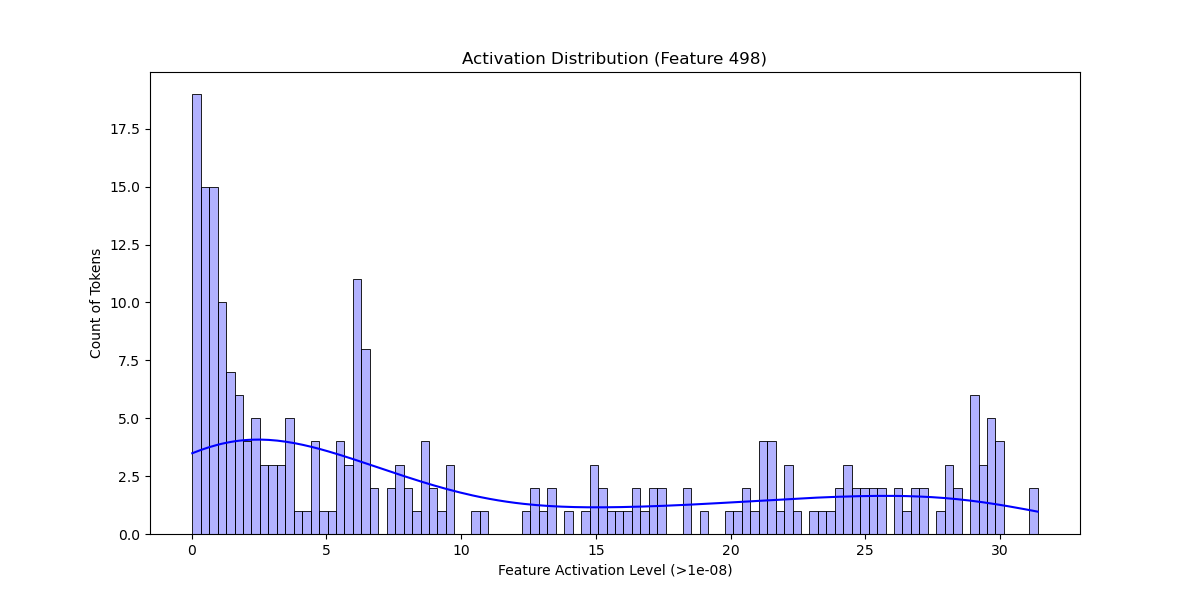 Activation Distribution (Feature 498)
Count of Tokens
17.5
15.0
12.5
10.0
7.5
5.0
2.5
0.0
0 5 10 15 20 25 30
Feature Activation Level (>1e-08)